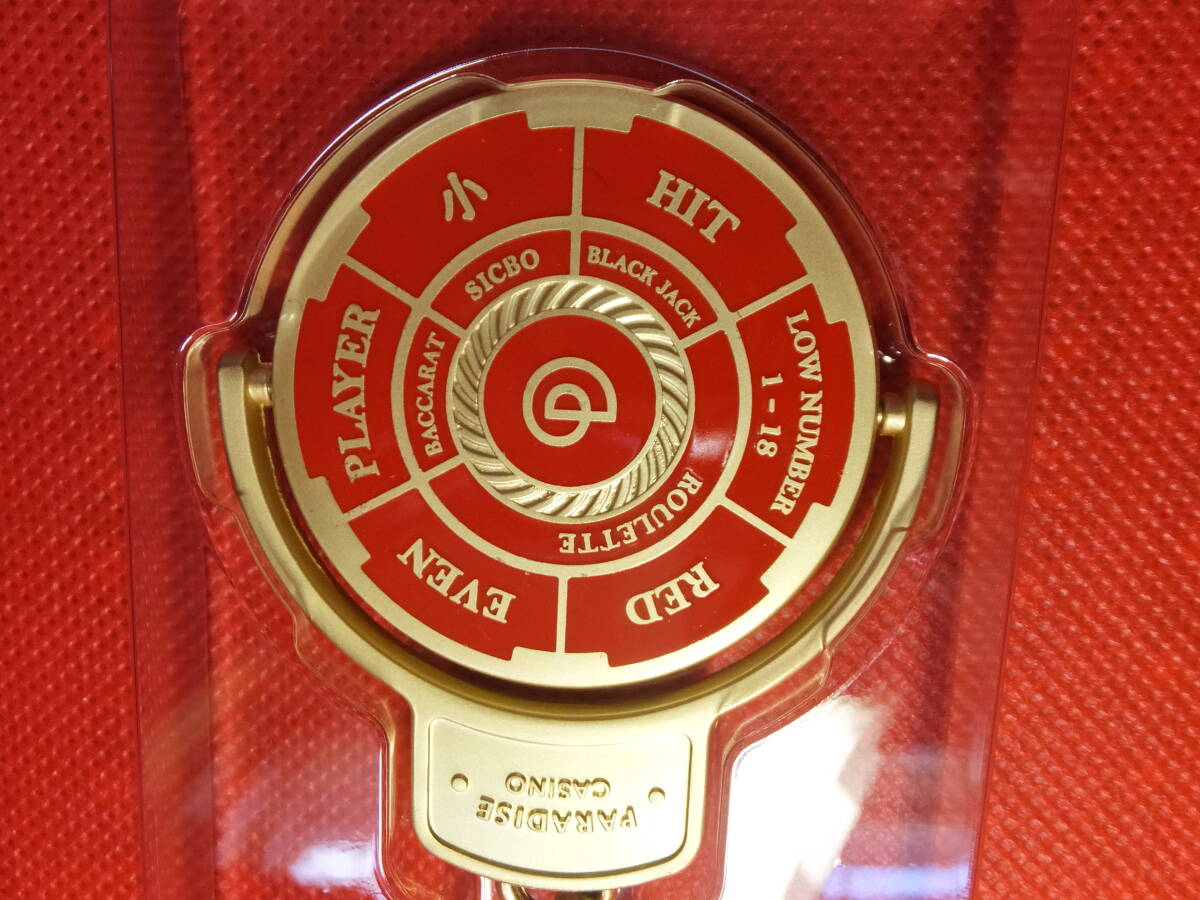 小
HIT
LOW NUMBER
1 - 18
RED
EVEN
PLAYER
SICBO
BLACK JACK
ROULETTE
BACCARAT
PARADISE
CASINO